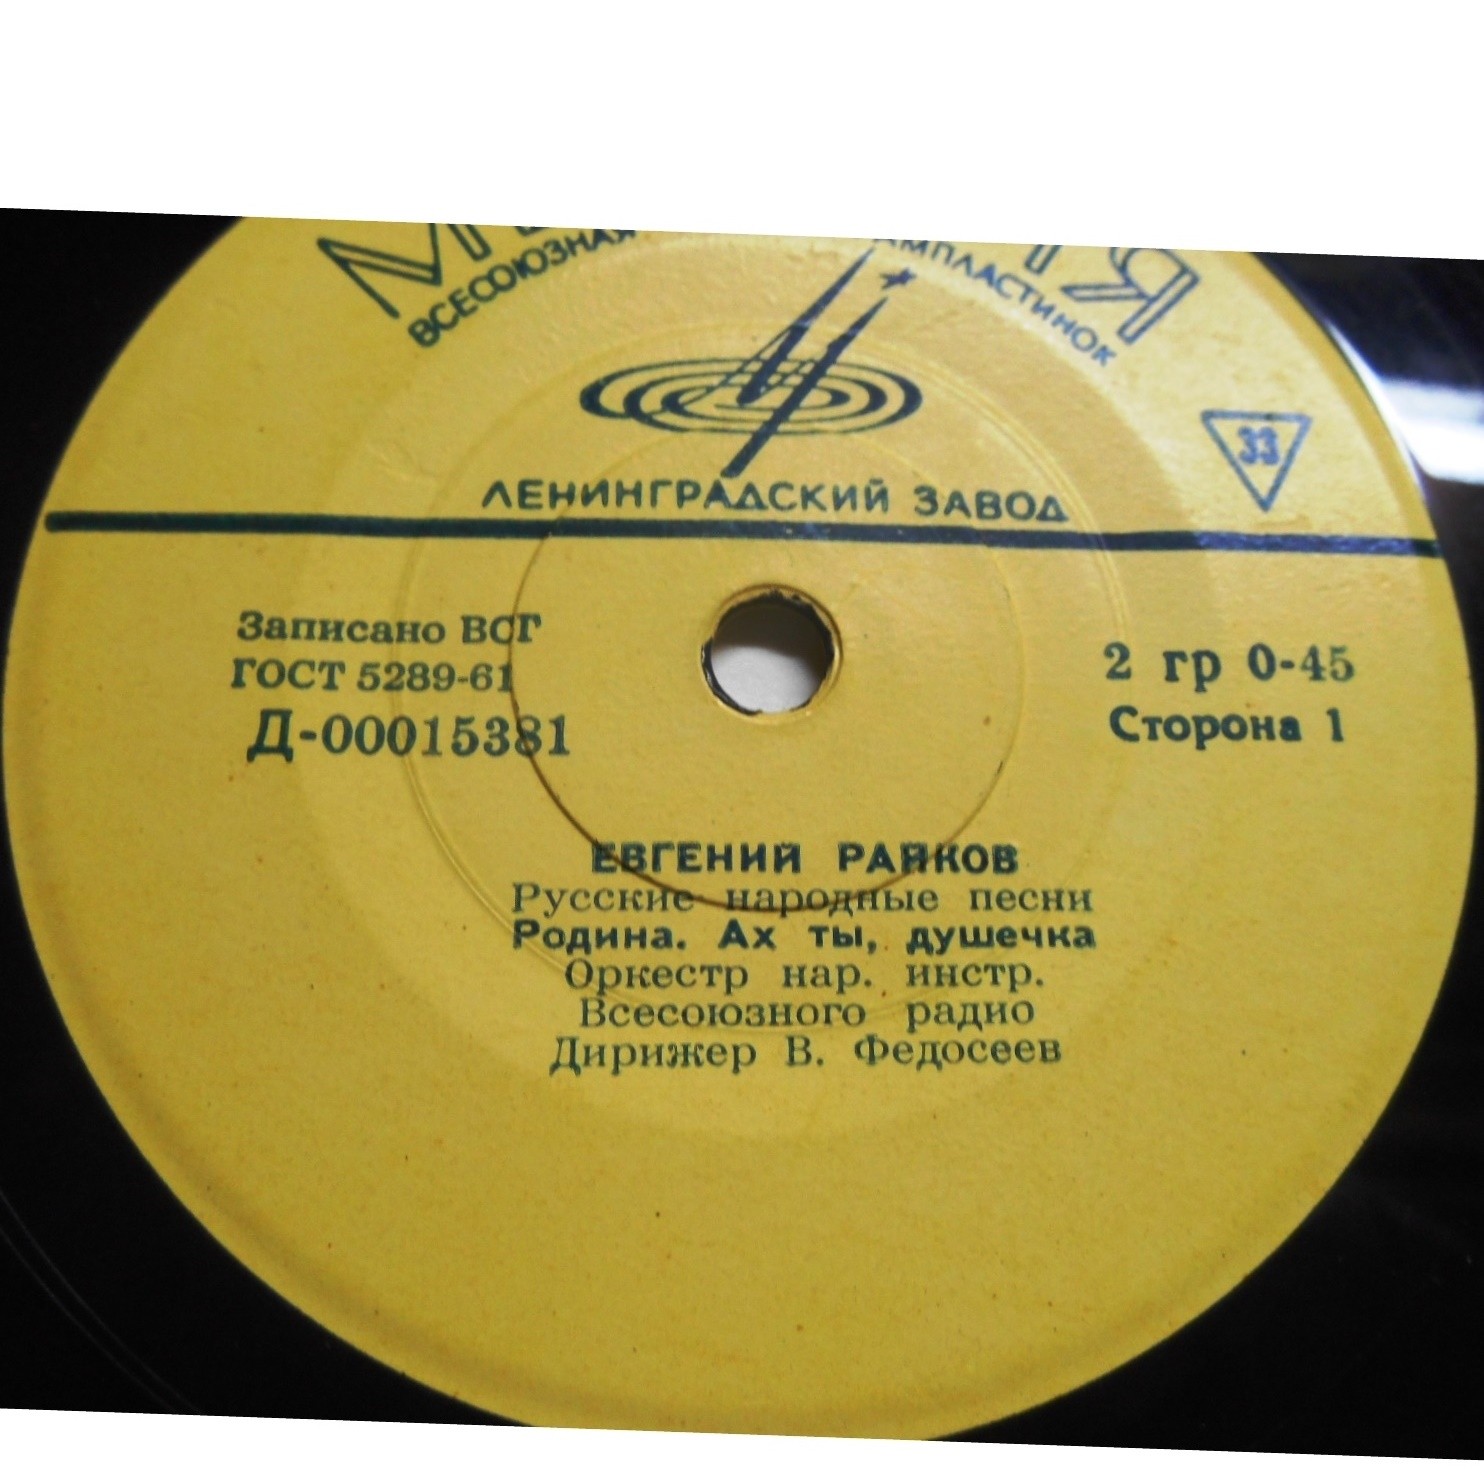 ВСЕСОЮЗНАЯ
ЛЕНИНГРАДСКИЙ ЗАВОД
33
Записано ВСГ
ГОСТ 5289-61
Д-00015381
2 гр 0-45
Сторона 1
ЕВГЕНИЙ РАЙКОВ
Русские народные песни
Родина. Ах ты, душечка
Оркестр нар. инстр.
Всесоюзного радио
Дирижер В. Федосеев